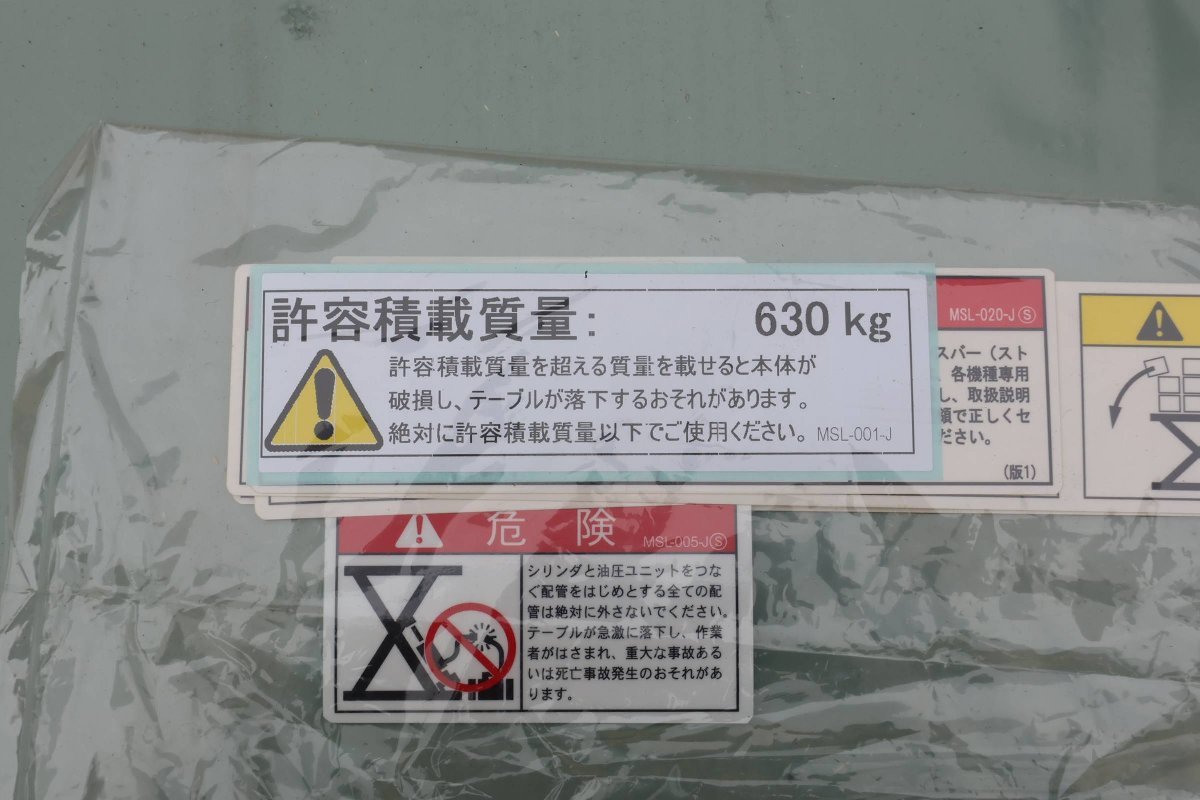 許容積載質量: 630 kg
許容積載質量を超える質量を載せると本体が
破損し、テーブルが落下するおそれがあります。
絶対に許容積載質量以下でご使用ください。 MSL-001-J
MSL-020-J Ⓢ
スバー（スト
各機種専用
し、取扱説明
で正しくセ
ださい。
(版1)
危険 MSL-005-J Ⓢ
シリンダと油圧ユニットをつな
ぐ配管をはじめとする全ての配
管は絶対に外さないでください。
テーブルが急激に落下し、作業
者がはさまれ、重大な事故ある
いは死亡事故発生のおそれがあ
ります。